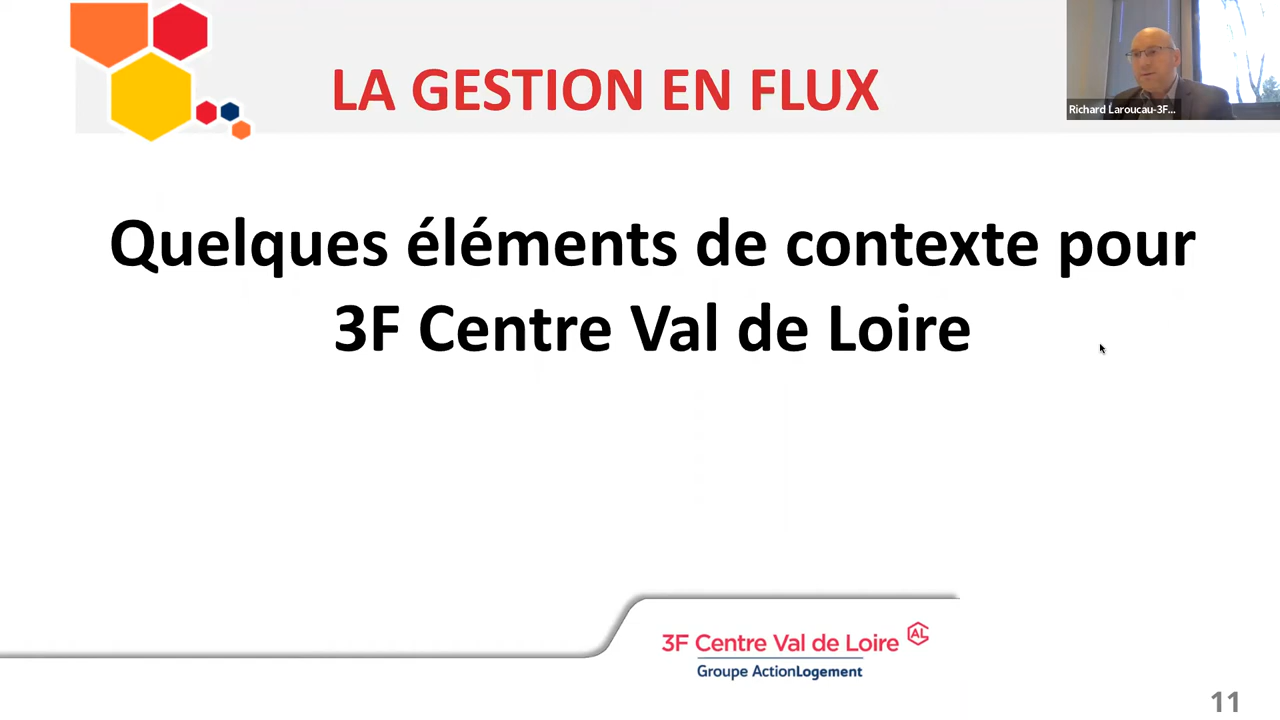 LA GESTION EN FLUX
Richard Laroucau-3F...
Quelques éléments de contexte pour
3F Centre Val de Loire
3F Centre Val de Loire
AL
Groupe ActionLogement
11